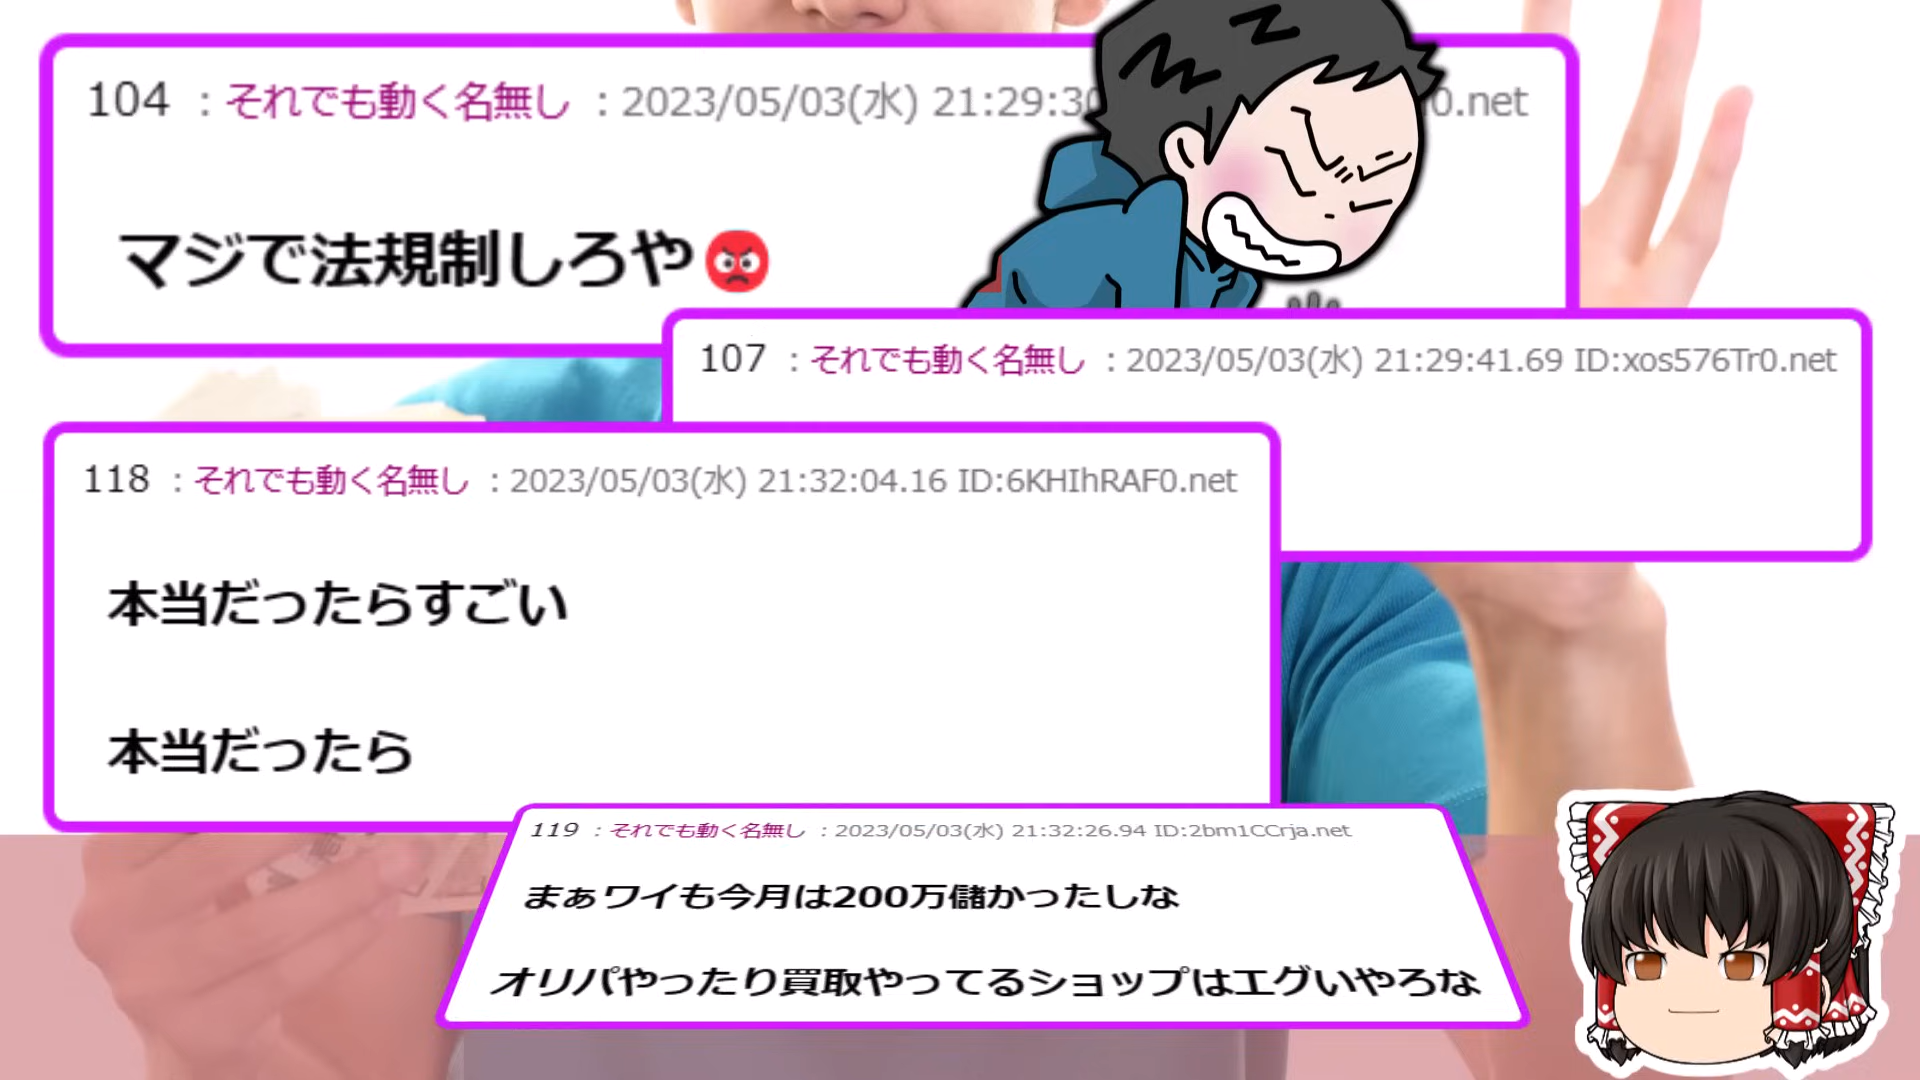 104 : それでも動く名無し : 2023/05/03(水) 21:29:30 0.net
マジで法規制しろや😡
107 : それでも動く名無し : 2023/05/03(水) 21:29:41.69 ID:xos576Tr0.net
118 : それでも動く名無し : 2023/05/03(水) 21:32:04.16 ID:6KHIhRAF0.net
本当だったらすごい
本当だったら
119 : それでも動く名無し : 2023/05/03(水) 21:32:26.94 ID:2bm1CCrja.net
まぁワイも今月は200万儲かったしな
オリパやったり買取やってるショップはエグいやろな